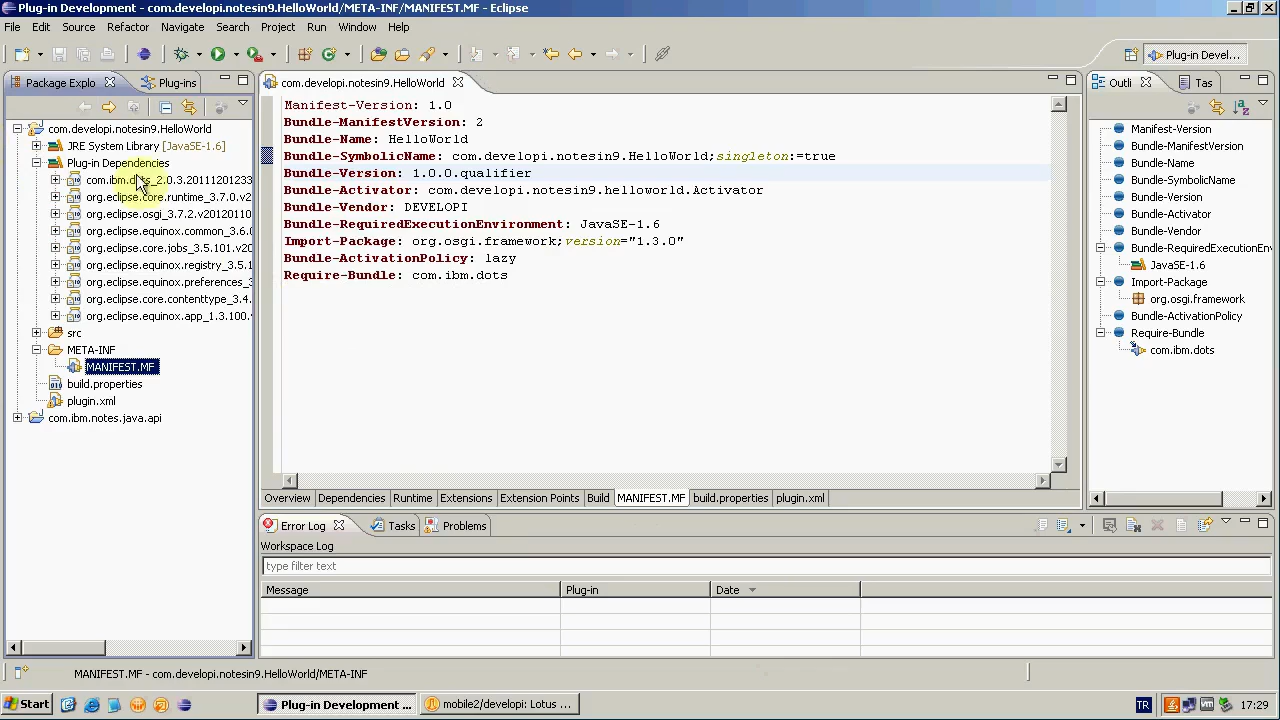 Plug-in Development - com.developi.notesin9.HelloWorld/META-INF/MANIFEST.MF - Eclipse
File Edit Source Refactor Navigate Search Project Run Window Help
Plug-in Devel...
Package Explo
Plug-ins
com.developi.notesin9.HelloWorld
JRE System Library [JavaSE-1.6]
Plug-in Dependencies
com.ibm.dots_2.0.3.20111201233
org.eclipse.core.runtime_3.7.0.v2
org.eclipse.osgi_3.7.2.v20120110
org.eclipse.equinox.common_3.6.0
org.eclipse.core.jobs_3.5.101.v20
org.eclipse.equinox.registry_3.5.1
org.eclipse.equinox.preferences_3
org.eclipse.core.contenttype_3.4.
org.eclipse.equinox.app_1.3.100.v
src
META-INF
MANIFEST.MF
build.properties
plugin.xml
com.ibm.notes.java.api
com.developi.notesin9.HelloWorld
Manifest-Version: 1.0
Bundle-ManifestVersion: 2
Bundle-Name: HelloWorld
Bundle-SymbolicName: com.developi.notesin9.HelloWorld;singleton:=true
Bundle-Version: 1.0.0.qualifier
Bundle-Activator: com.developi.notesin9.helloworld.Activator
Bundle-Vendor:
Bundle-RequiredExecutionEnvironment: JavaSE-1.6
Import-Package: org.osgi.framework;version="1.3.0"
Bundle-ActivationPolicy: lazy
Require-Bundle: com.ibm.dots
Overview Dependencies Runtime Extensions Extension Points Build MANIFEST.MF build.properties plugin.xml
Outli
Tas
Manifest-Version
Bundle-ManifestVersion
Bundle-Name
Bundle-SymbolicName
Bundle-Version
Bundle-Activator
Bundle-Vendor
Bundle-RequiredExecutionEnv
JavaSE-1.6
Import-Package
org.osgi.framework
Bundle-ActivationPolicy
Require-Bundle
com.ibm.dots
Error Log Tasks Problems
Workspace Log
type filter text
Message Plug-in Date
MANIFEST.MF - com.developi.notesin9.HelloWorld/META-INF
Start
Plug-in Development ...
mobile2/developi: Lotus ...
TR
17:29